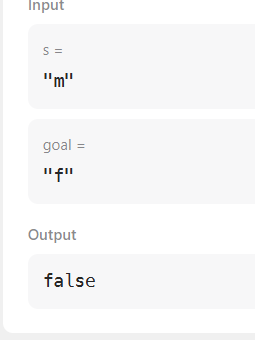 Input
s =
"m"
goal =
"f"
Output
false